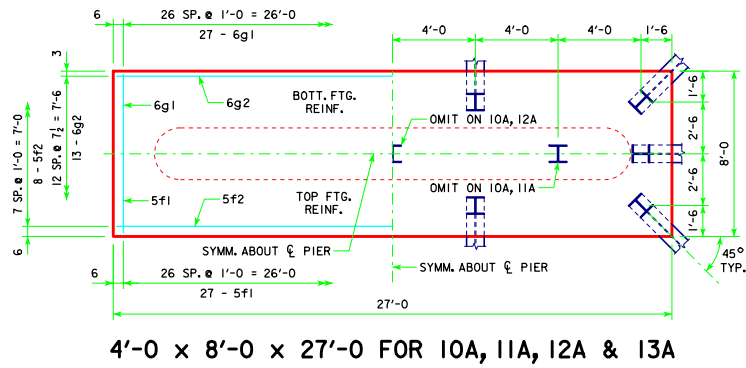 6
26 SP. @ 1'-0 = 26'-0
27 - 6g1
4'-0
4'-0
4'-0
1'-6
3
12 SP. @ 7½ = 7'-6
13 - 6g2
7 SP. @ 1'-0 = 7'-0
8 - 5f2
6
6g1
6g2
BOTT. FTG.
REINF.
OMIT ON 10A, 12A
OMIT ON 10A, 11A
5f1
5f2
TOP FTG.
REINF.
SYMM. ABOUT ℄ PIER
SYMM. ABOUT ℄ PIER
1'-6
2'-6
2'-6
1'-6
8'-0
45°
TYP.
6
26 SP. @ 1'-0 = 26'-0
27 - 5f1
27'-0
4'-0 x 8'-0 x 27'-0 FOR 10A, 11A, 12A & 13A